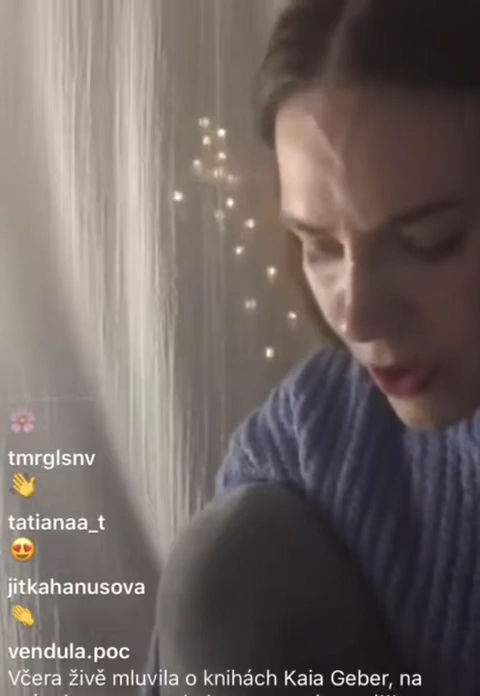 🌸
tmrglsnv
👋
tatianaa_t
😍
jitkahanusova
👏
vendula.poc
Včera živě mluvila o knihách Kaia Geber, na